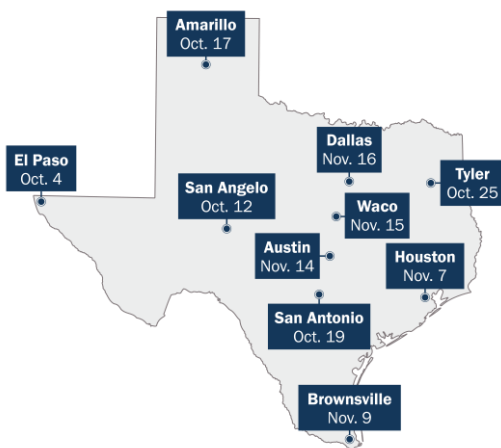 Amarillo
Oct. 17
Dallas
Nov. 16
El Paso
Oct. 4
Tyler
Oct. 25
San Angelo
Oct. 12
Waco
Nov. 15
Austin
Nov. 14
Houston
Nov. 7
San Antonio
Oct. 19
Brownsville
Nov. 9